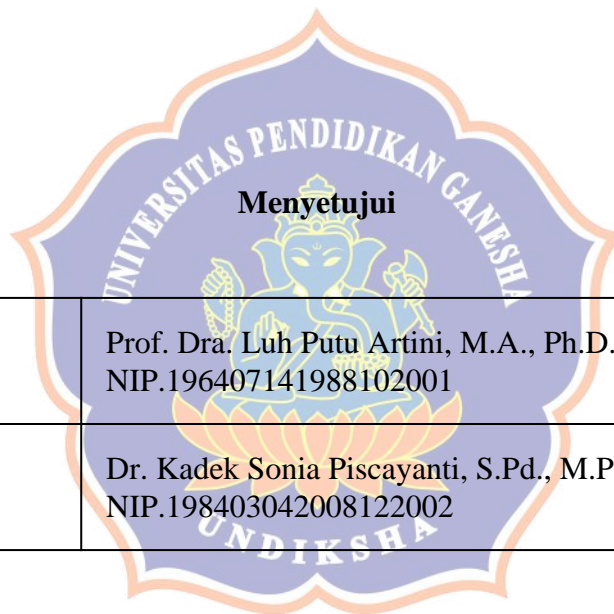 UNIVERSITAS PENDIDIKAN GANESHA
Menyetujui
Prof. Dra. Luh Putu Artini, M.A., Ph.D.
NIP.196407141988102001
Dr. Kadek Sonia Piscayanti, S.Pd., M.P
NIP.198403042008122002
UNDIKSHA